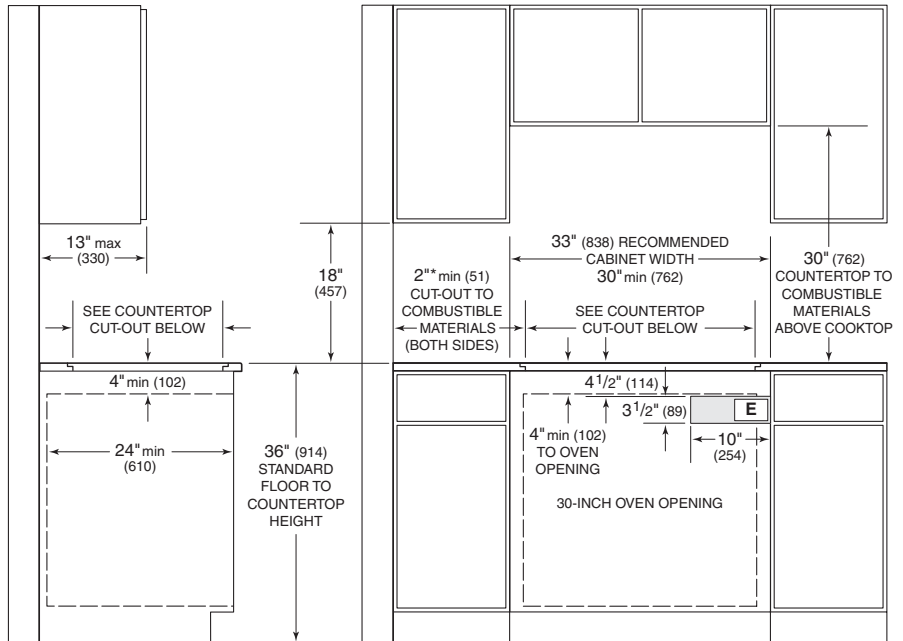 13" max
(330)
SEE COUNTERTOP
CUT-OUT BELOW
4" min (102)
24" min
(610)
18"
(457)
36" (914)
STANDARD
FLOOR TO
COUNTERTOP
HEIGHT
2"* min (51)
CUT-OUT TO
COMBUSTIBLE
MATERIALS
(BOTH SIDES)
33" (838) RECOMMENDED
CABINET WIDTH
30" min (762)
SEE COUNTERTOP
CUT-OUT BELOW
30" (762)
COUNTERTOP TO
COMBUSTIBLE
MATERIALS
ABOVE COOKTOP
4 1/2" (114)
3 1/2" (89)
E
10"
(254)
4" min (102)
TO OVEN
OPENING
30-INCH OVEN OPENING